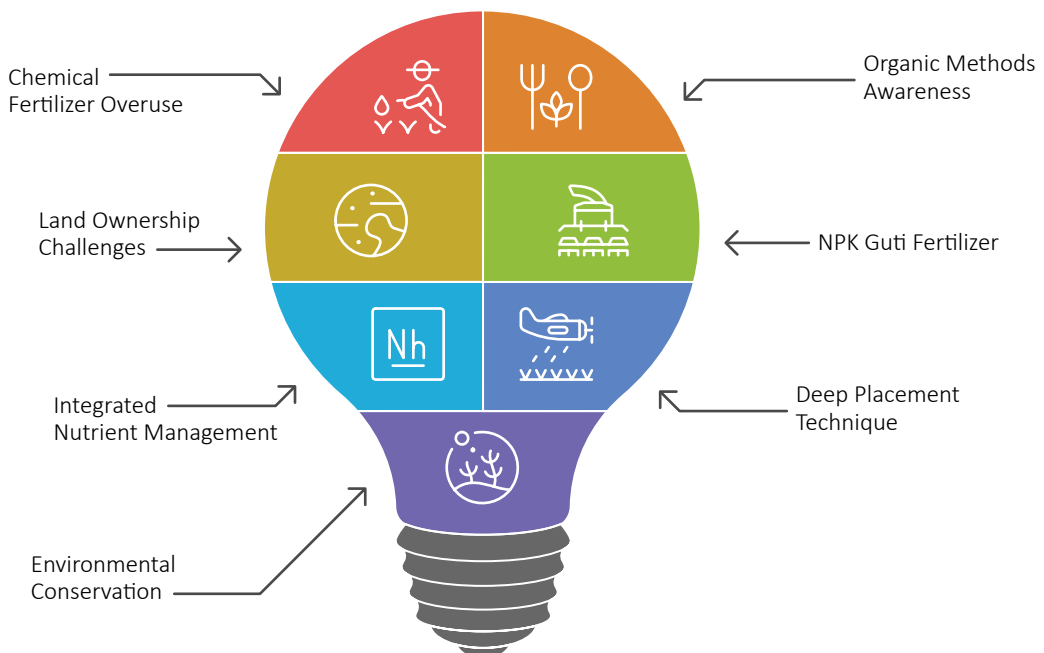 Chemical
Fertilizer Overuse
Organic Methods
Awareness
Land Ownership
Challenges
NPK Guti Fertilizer
Nh
Integrated
Nutrient Management
Deep Placement
Technique
Environmental
Conservation